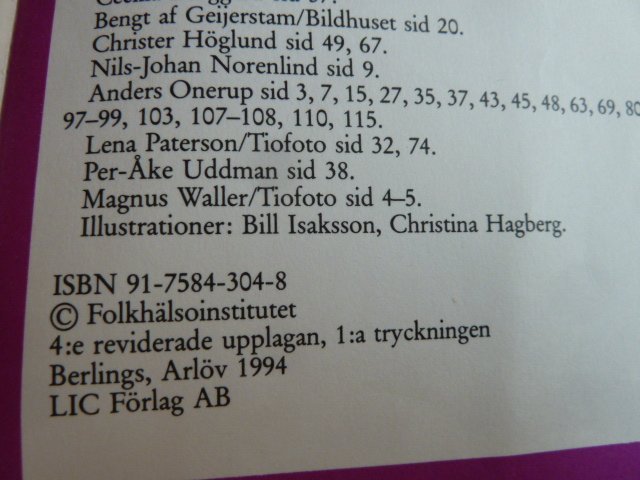 Bengt af Geijerstam/Bildhuset sid 20.
Christer Höglund sid 49, 67.
Nils-Johan Norenlind sid 9.
Anders Onerup sid 3, 7, 15, 27, 35, 37, 43, 45, 48, 63, 69, 80
97–99, 103, 107–108, 110, 115.
Lena Paterson/Tiofoto sid 32, 74.
Per-Åke Uddman sid 38.
Magnus Waller/Tiofoto sid 4–5.
Illustrationer: Bill Isaksson, Christina Hagberg.
ISBN 91-7584-304-8
© Folkhälsoinstitutet
4:e reviderade upplagan, 1:a tryckningen
Berlings, Arlöv 1994
LIC Förlag AB